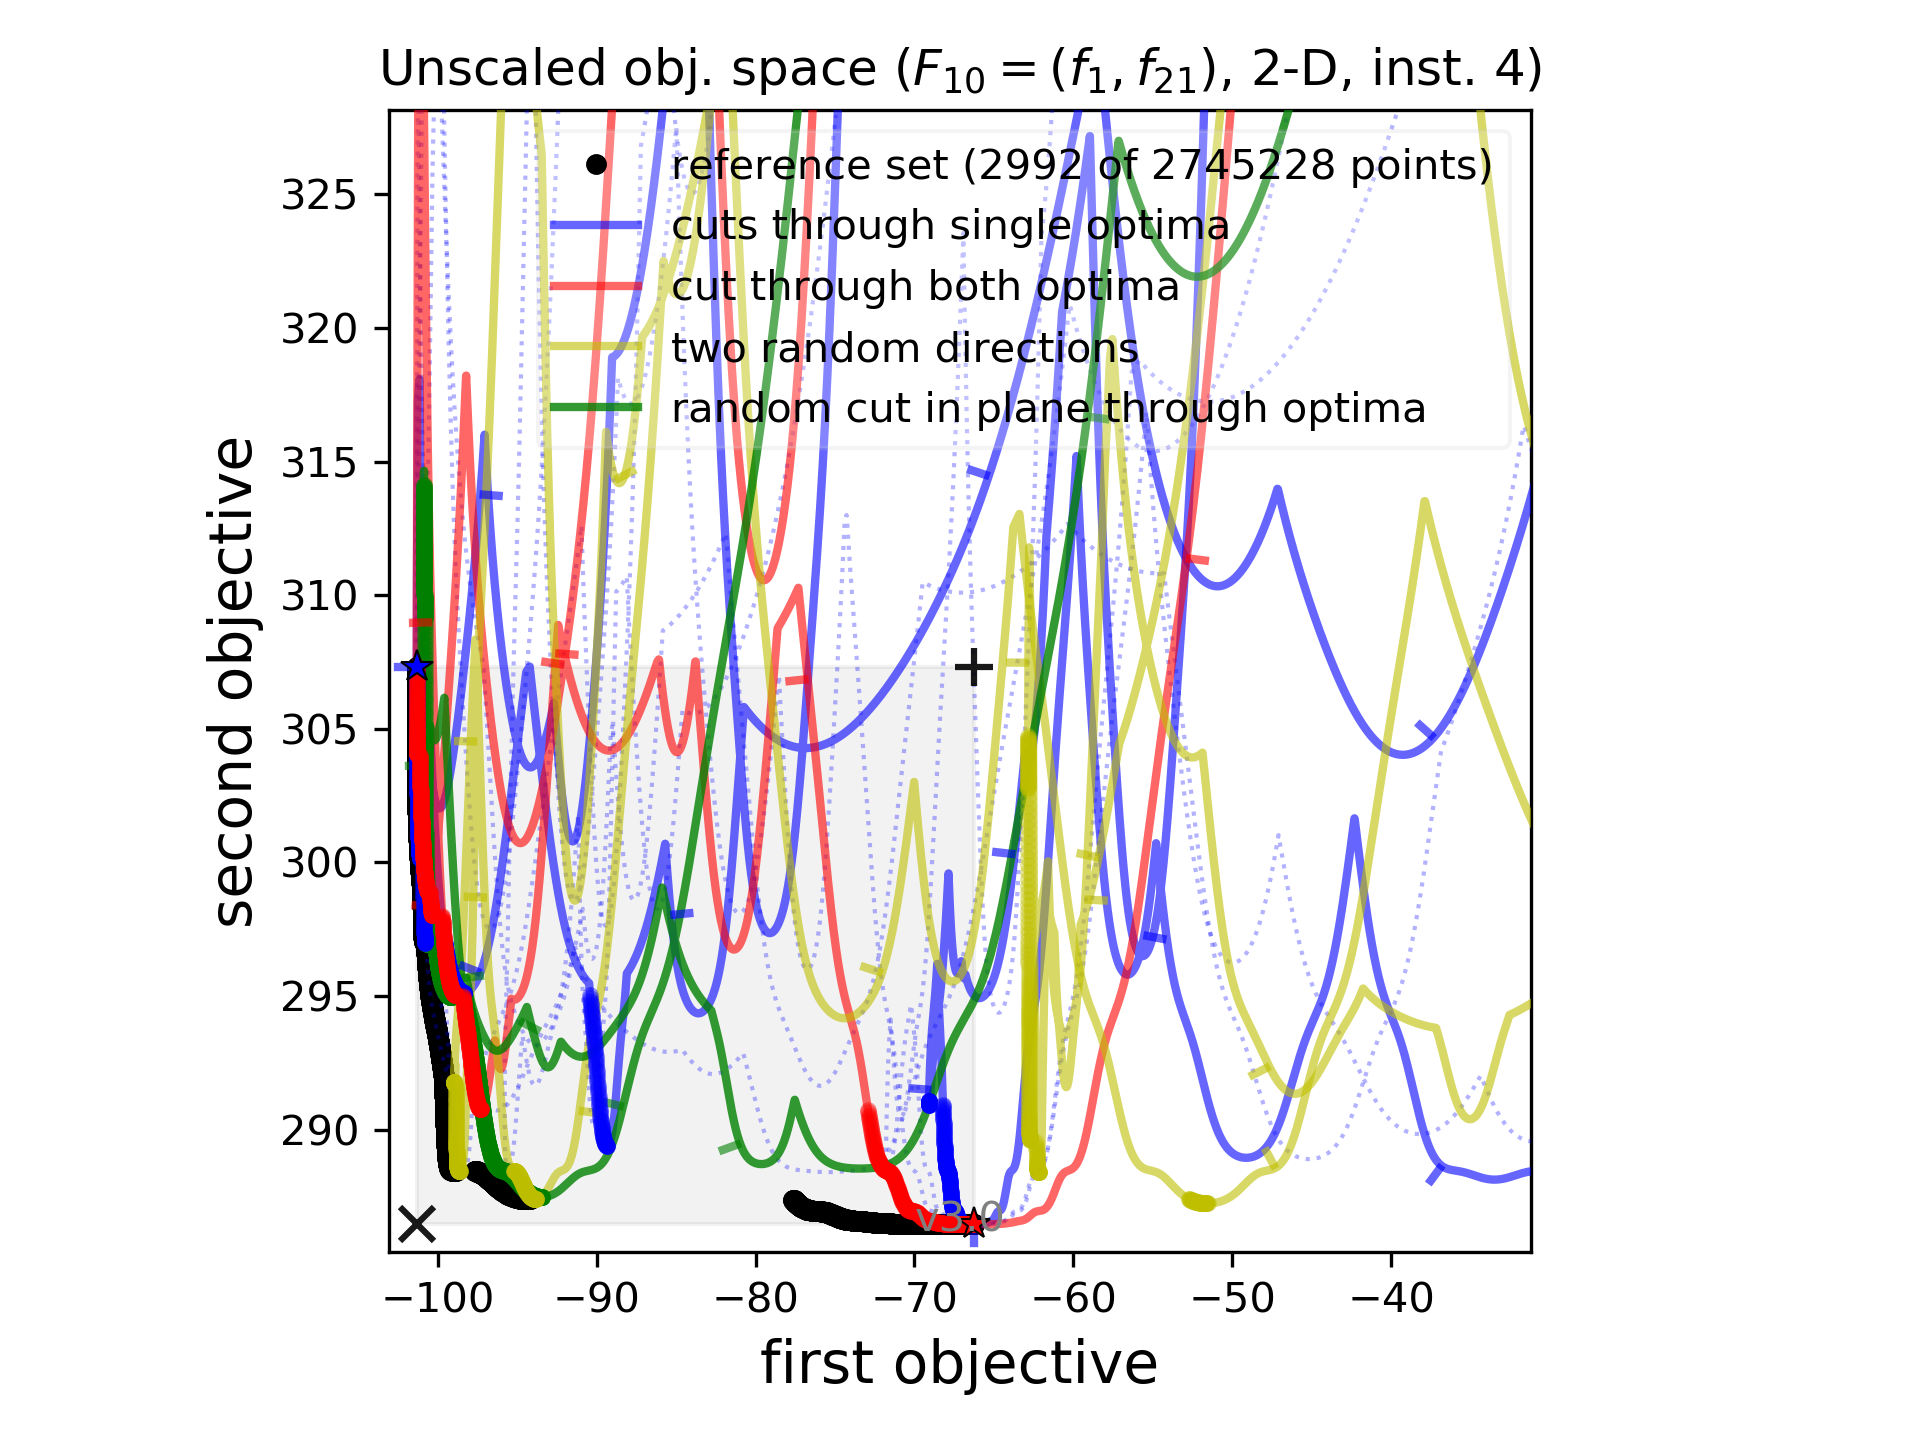 Unscaled obj. space (F₁₀ = (f₁, f₂₁), 2-D, inst. 4)
reference set (2992 of 2745228 points)
cuts through single optima
cut through both optima
two random directions
random cut in plane through optima
325
320
315
310
305
300
295
290
second objective
v3.0
−100 −90 −80 −70 −60 −50 −40
first objective